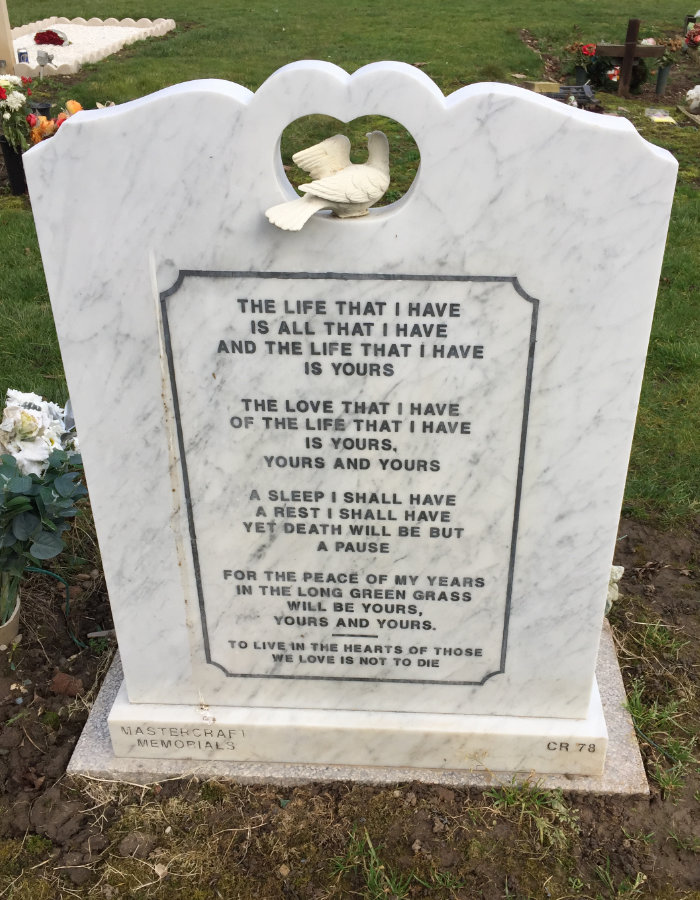 THE LIFE THAT I HAVE
IS ALL THAT I HAVE
AND THE LIFE THAT I HAVE
IS YOURS
THE LOVE THAT I HAVE
OF THE LIFE THAT I HAVE
IS YOURS,
YOURS AND YOURS
A SLEEP I SHALL HAVE
A REST I SHALL HAVE
YET DEATH WILL BE BUT
A PAUSE
FOR THE PEACE OF MY YEARS
IN THE LONG GREEN GRASS
WILL BE YOURS,
YOURS AND YOURS.
TO LIVE IN THE HEARTS OF THOSE
WE LOVE IS NOT TO DIE
MASTERCRAFT
MEMORIALS
CR 78